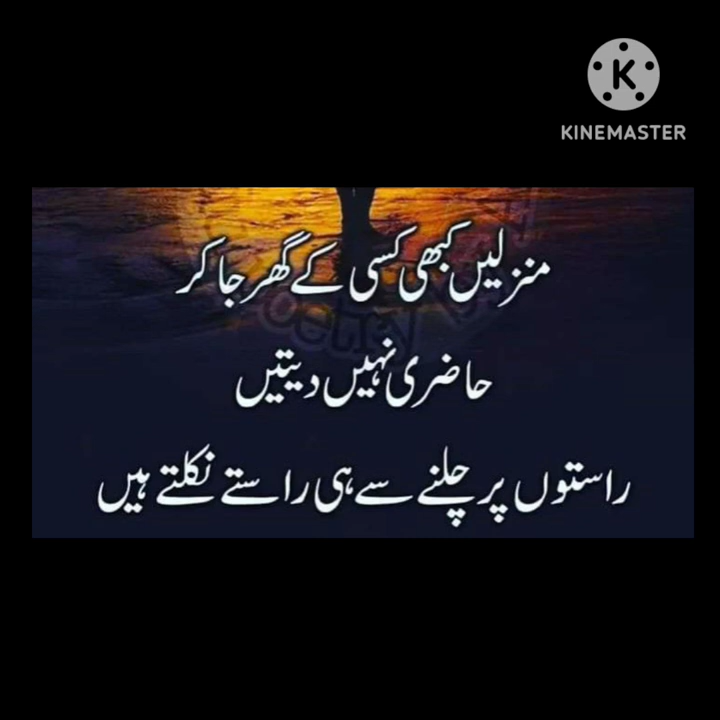 KINEMASTER
منزلیں کبھی کسی کے گھر جا کر
حاضری نہیں دیتیں
راستوں پر چلنے سے ہی راستے نکلتے ہیں